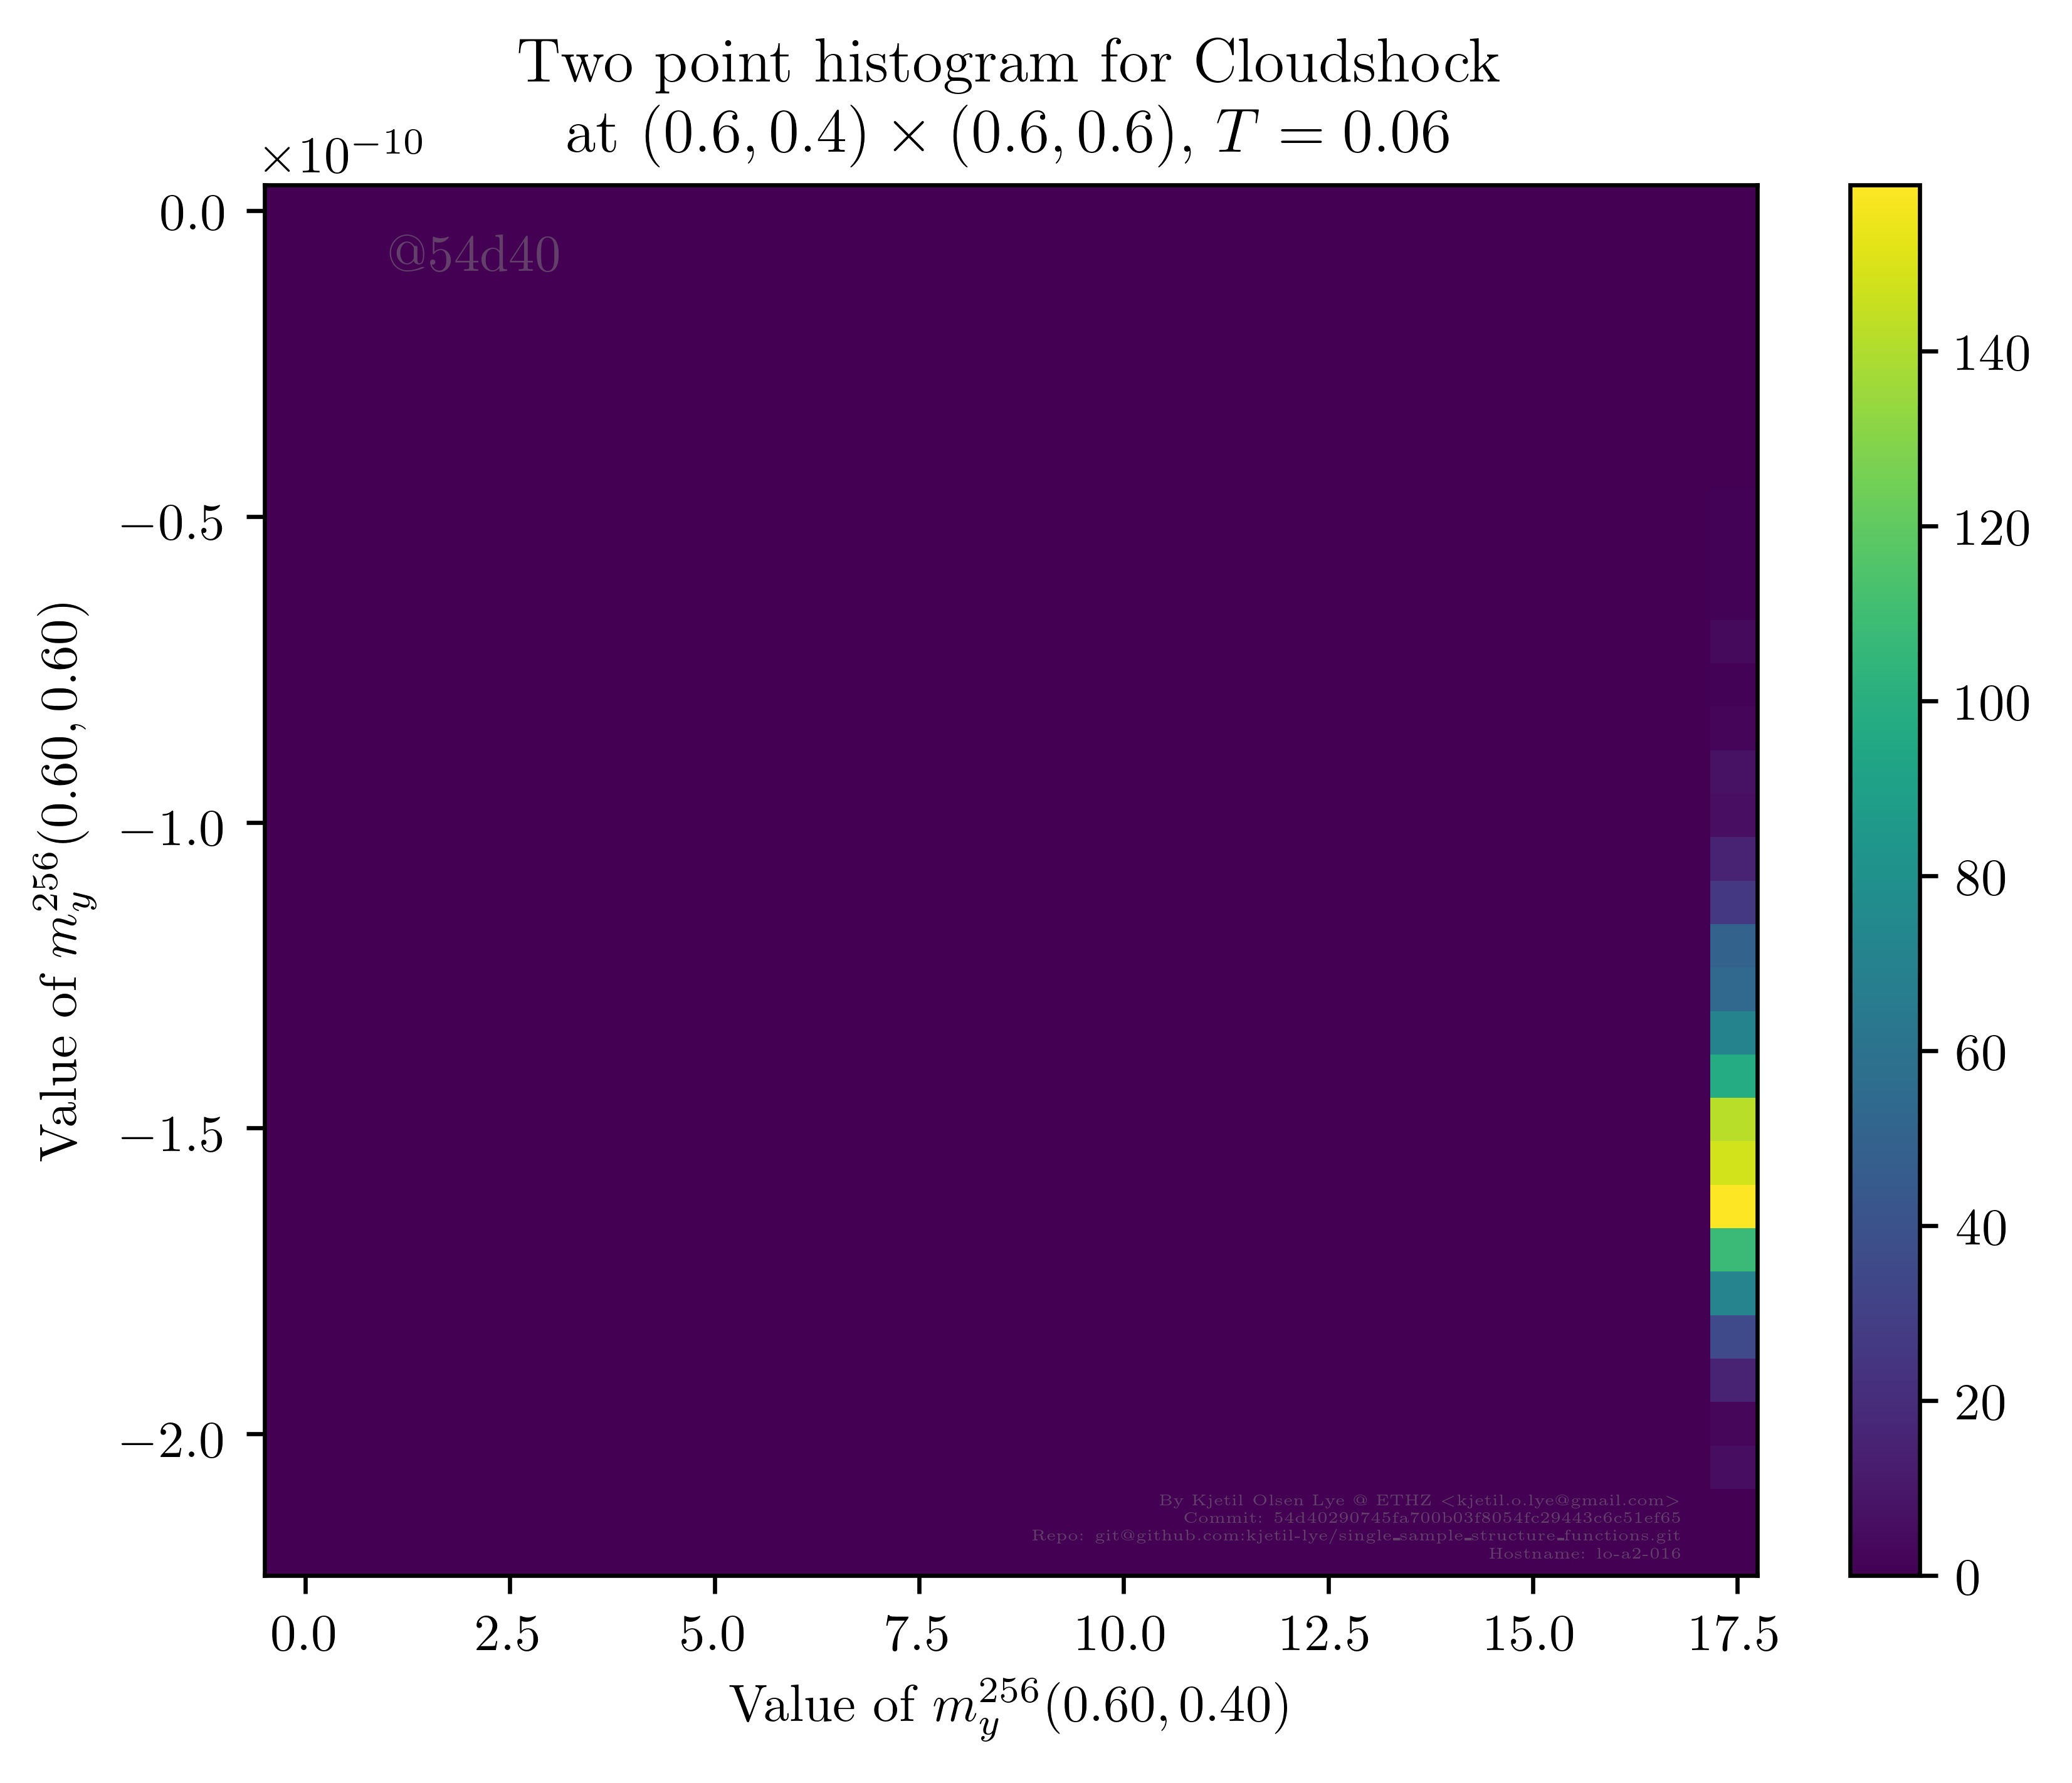 Two point histogram for Cloudshock
at (0.6, 0.4) × (0.6, 0.6), T = 0.06
×10⁻¹⁰
0.0
−0.5
−1.0
−1.5
−2.0
Value of m_y^256(0.60, 0.60)
©54d40
By Kjetil Olsen Lye @ ETHZ <kjetil.o.lye@gmail.com>
Commit: 54d40290745fa700b03f8054fc29443c6c51ef65
Repo: git@github.com:kjetil-lye/single_sample_structure_functions.git
Hostname: lo-a2-016
0.0 2.5 5.0 7.5 10.0 12.5 15.0 17.5
Value of m_y^256(0.60, 0.40)
140
120
100
80
60
40
20
0